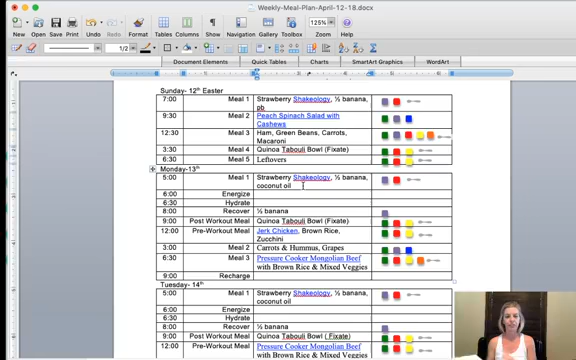 Weekly-Meal-Plan-April-12-18.docx
125%
New Open Save Print Undo Format Tables Columns Show Navigation Gallery Toolbox Zoom Help
1/2
Document Elements Quick Tables Charts SmartArt Graphics WordArt
Sunday- 12th Easter
7:00 Meal 1 Strawberry Shakeology, ½ banana,
pb
9:30 Meal 2 Peach Spinach Salad with
Cashews
12:30 Meal 3 Ham, Green Beans, Carrots,
Macaroni
3:30 Meal 4 Quinoa Tabouli Bowl (Fixate)
6:30 Meal 5 Leftovers
Monday-13th
5:00 Meal 1 Strawberry Shakeology, ½ banana,
coconut oil
6:00 Energize
6:30 Hydrate
8:00 Recover ½ banana
9:00 Post Workout Meal Quinoa Tabouli Bowl (Fixate)
12:00 Pre-Workout Meal Jerk Chicken, Brown Rice,
Zucchini
3:00 Meal 2 Carrots & Hummus, Grapes
6:30 Meal 3 Pressure Cooker Mongolian Beef
with Brown Rice & Mixed Veggies
9:00 Recharge
Tuesday- 14th
5:00 Meal 1 Strawberry Shakeology, ½ banana,
coconut oil
6:00 Energize
6:30 Hydrate
8:00 Recover ½ banana
9:00 Post-Workout Meal Quinoa Tabouli Bowl ( Fixate)
12:00 Pre-Workout Meal Pressure Cooker Mongolian Beef
with Brown Rice & Mixed Veggies